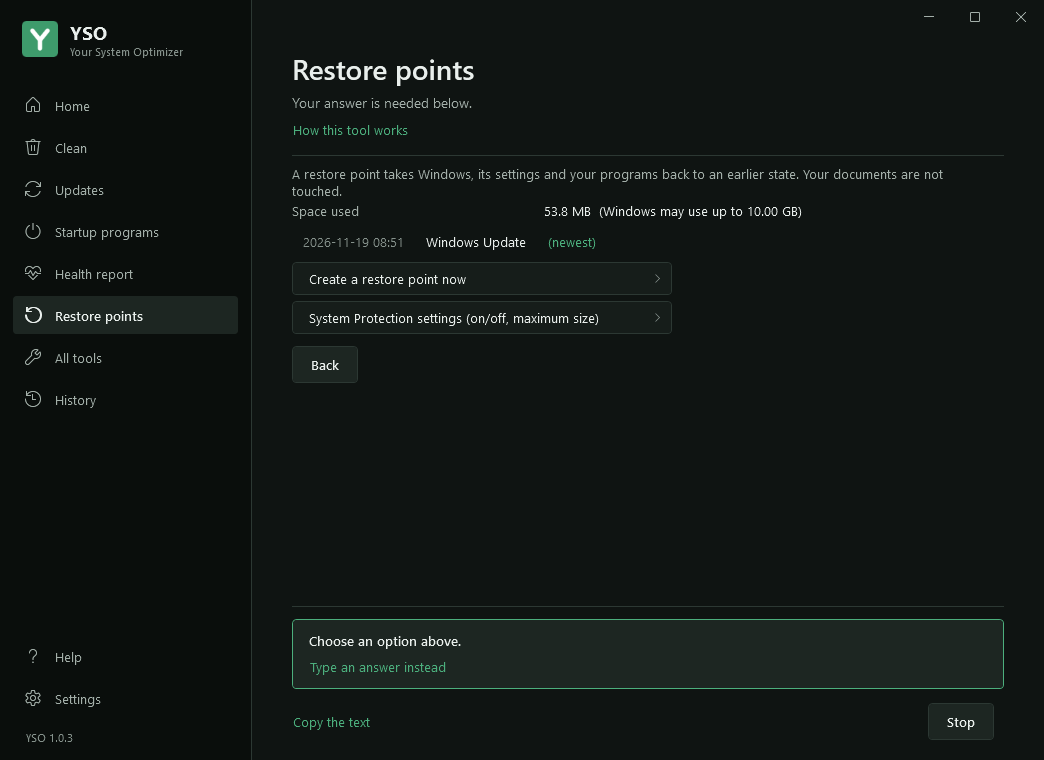 Y
YSO
Your System Optimizer
Home
Clean
Updates
Startup programs
Health report
Restore points
All tools
History
Help
Settings
YSO 1.0.3
Restore points
Your answer is needed below.
How this tool works
A restore point takes Windows, its settings and your programs back to an earlier state. Your documents are not
touched.
Space used 53.8 MB (Windows may use up to 10.00 GB)
2026-11-19 08:51 Windows Update (newest)
Create a restore point now
System Protection settings (on/off, maximum size)
Back
Choose an option above.
Type an answer instead
Copy the text
Stop